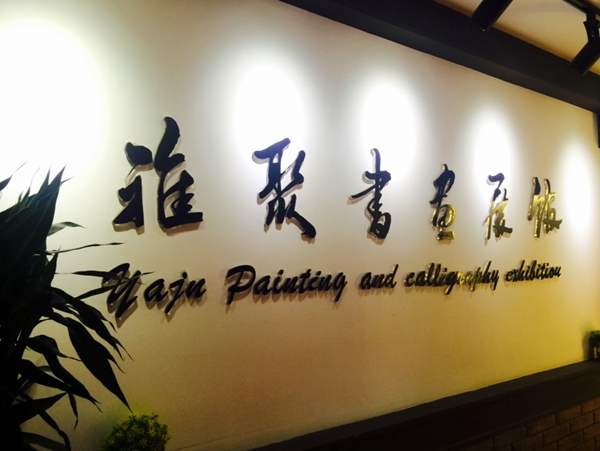 雅聚書畫展館
Yaju Painting and calligraphy exhibition